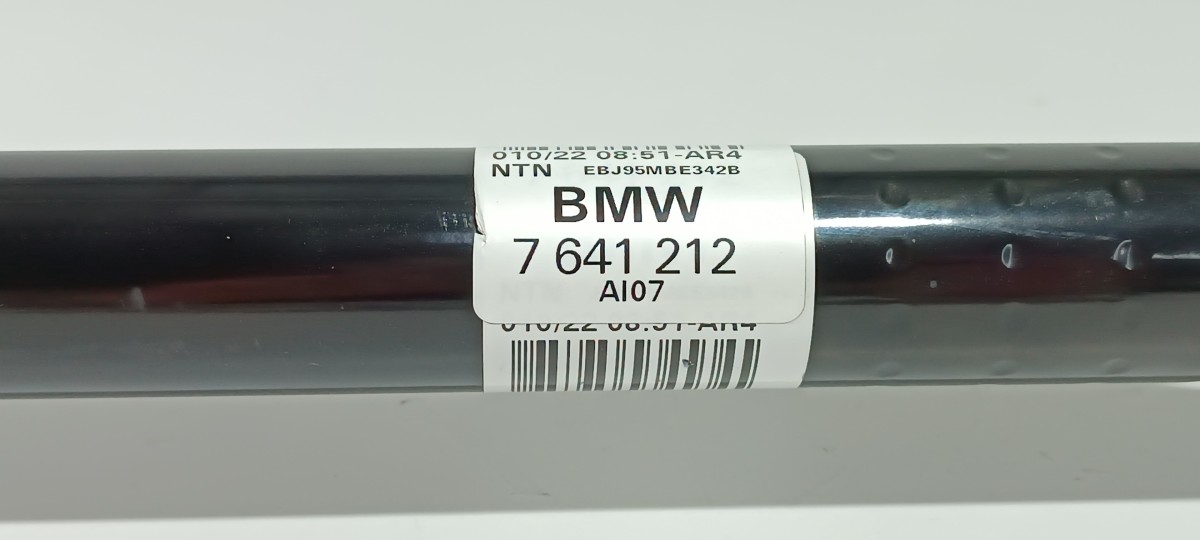 010/22 08:51-AR4
NTN EBJ95MBE342B
BMW
7 641 212
AI07
010/22 08:51-AR4